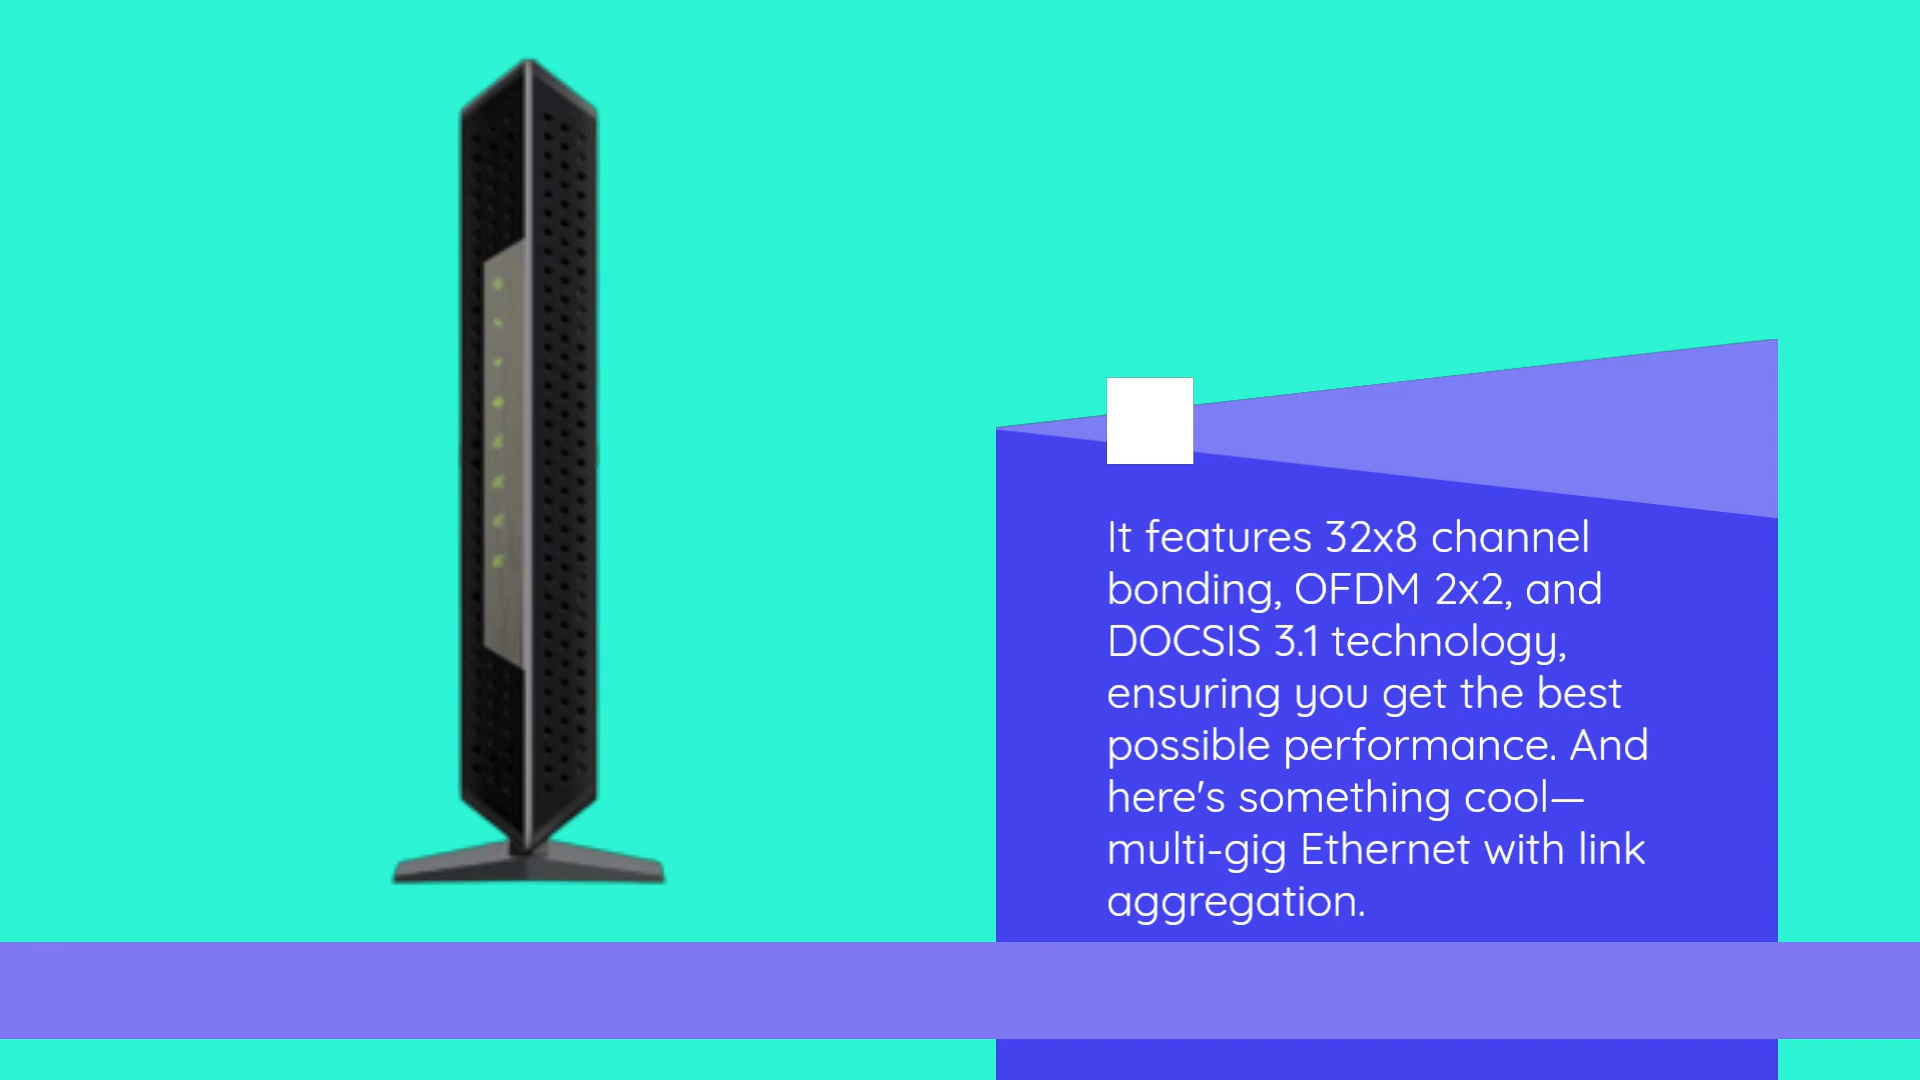 It features 32x8 channel
bonding, OFDM 2x2, and
DOCSIS 3.1 technology,
ensuring you get the best
possible performance. And
here's something cool—
multi-gig Ethernet with link
aggregation.